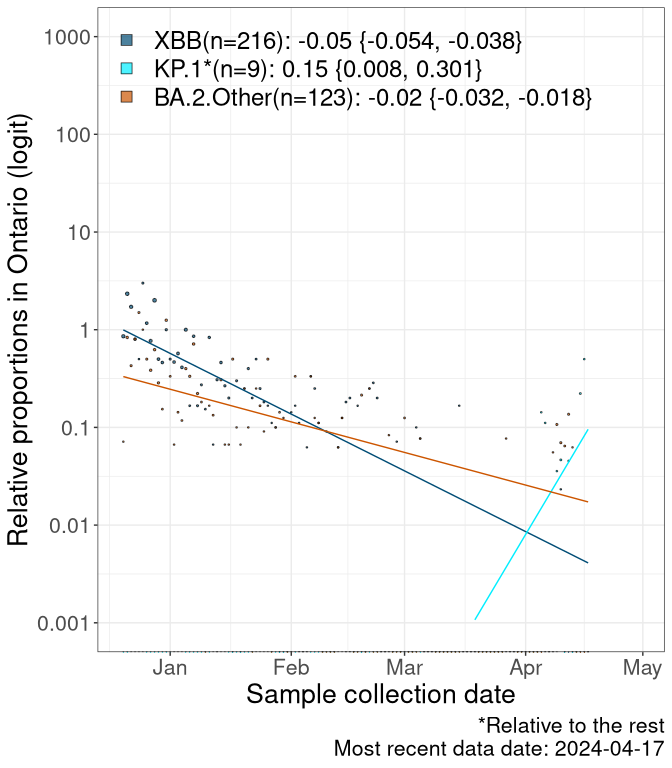 XBB(n=216): -0.05 {-0.054, -0.038}
KP.1*(n=9): 0.15 {0.008, 0.301}
BA.2.Other(n=123): -0.02 {-0.032, -0.018}
Relative proportions in Ontario (logit)
1000
100
10
1
0.1
0.01
0.001
Jan Feb Mar Apr May
Sample collection date
*Relative to the rest
Most recent data date: 2024-04-17